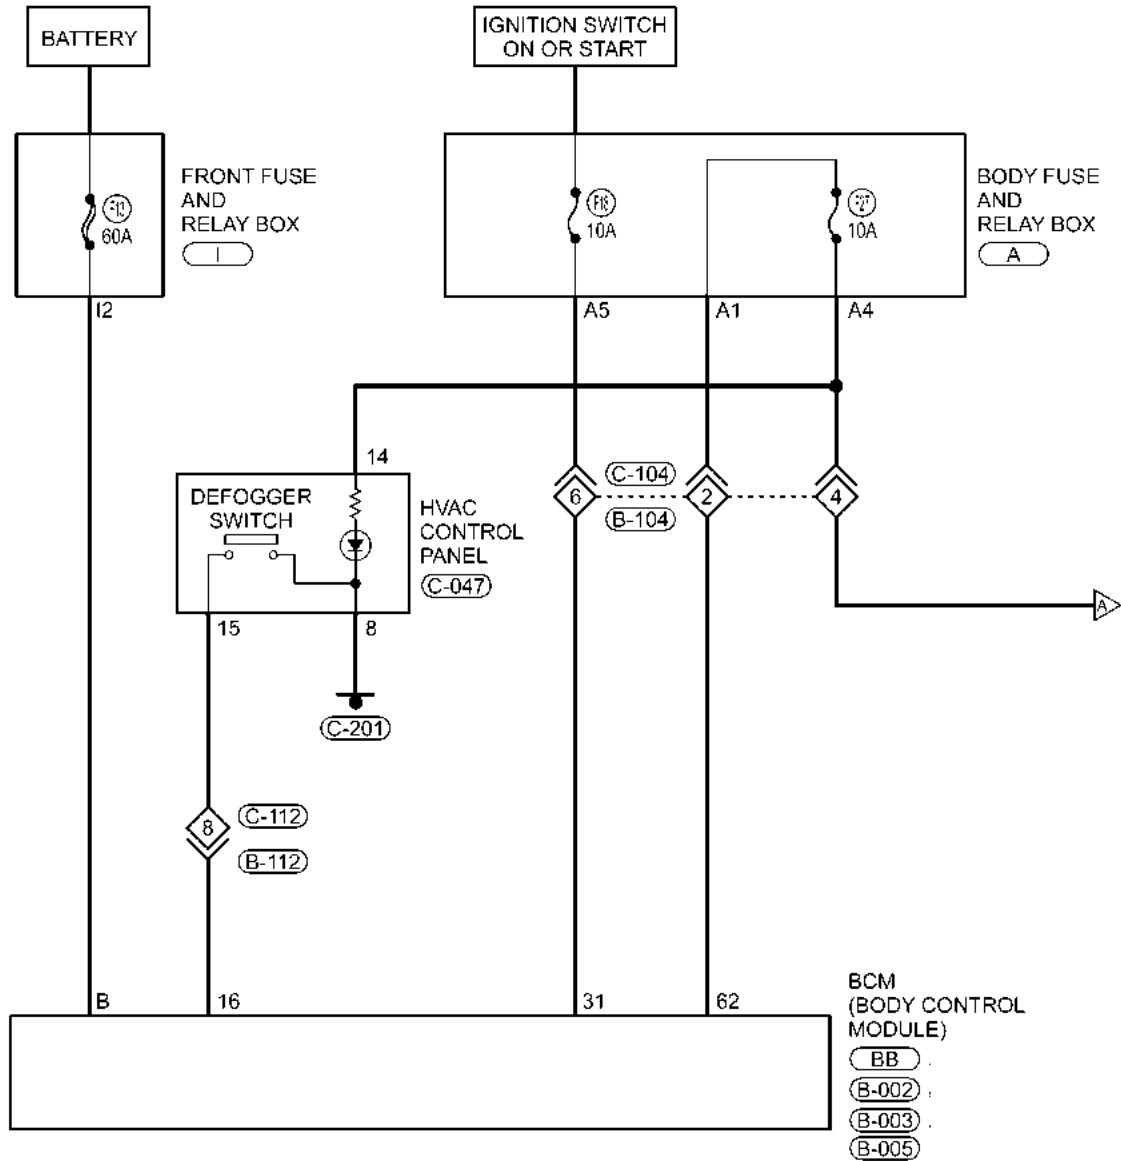 BATTERY
IGNITION SWITCH
ON OR START
FRONT FUSE
AND
RELAY BOX
I
60A
F18
10A
F27
10A
BODY FUSE
AND
RELAY BOX
A
I2
A5
A1
A4
14
DEFOGGER
SWITCH
HVAC
CONTROL
PANEL
C-047
C-104
B-104
6
2
4
A
15
8
C-201
8
C-112
B-112
B
16
31
62
BCM
(BODY CONTROL
MODULE)
BB .
B-002 ,
B-003 .
B-005